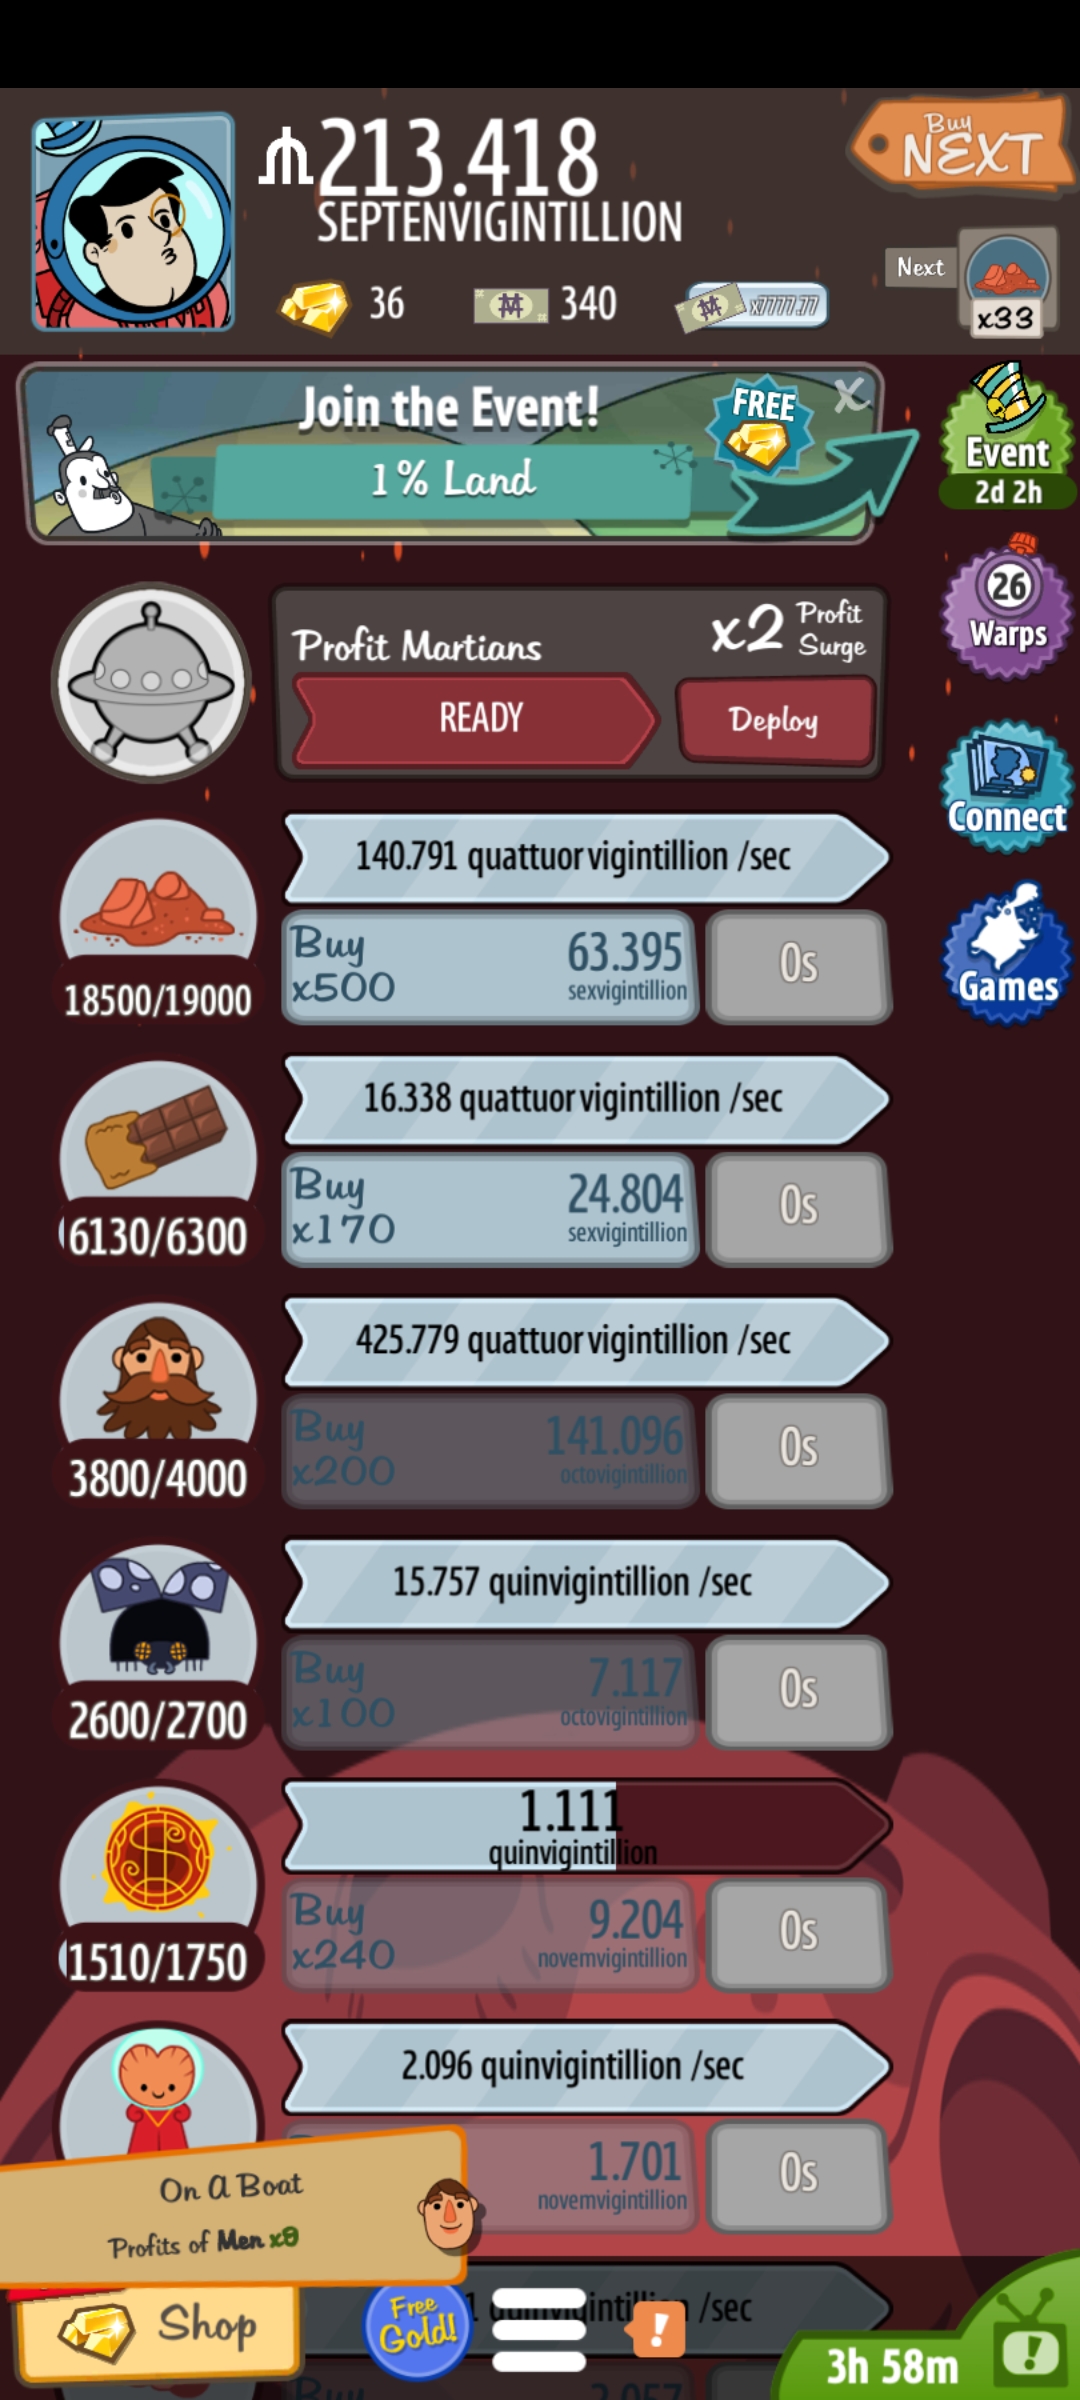 213.418
SEPTENVIGINTILLION
Buy
NEXT
36
340
x7777.77
Next
x33
Join the Event!
1% Land
FREE
X
Event
2d 2h
Profit Martians
x2 Profit Surge
READY
Deploy
26
Warps
Connect
Games
140.791 quattuorvigintillion /sec
Buy
x500
63.395
sexvigintillion
0s
18500/19000
16.338 quattuorvigintillion /sec
Buy
x170
24.804
sexvigintillion
0s
6130/6300
425.779 quattuorvigintillion /sec
Buy
x200
141.096
octovigintillion
0s
3800/4000
15.757 quinvigintillion /sec
Buy
x100
7.117
octovigintillion
0s
2600/2700
1.111
quinvigintillion
Buy
x240
9.204
novemvigintillion
0s
1510/1750
2.096 quinvigintillion /sec
1.701
novemvigintillion
0s
On A Boat
Profits of Men x9
Shop
Free
Gold!
/sec
!
3h 58m
!
Buy
2.057